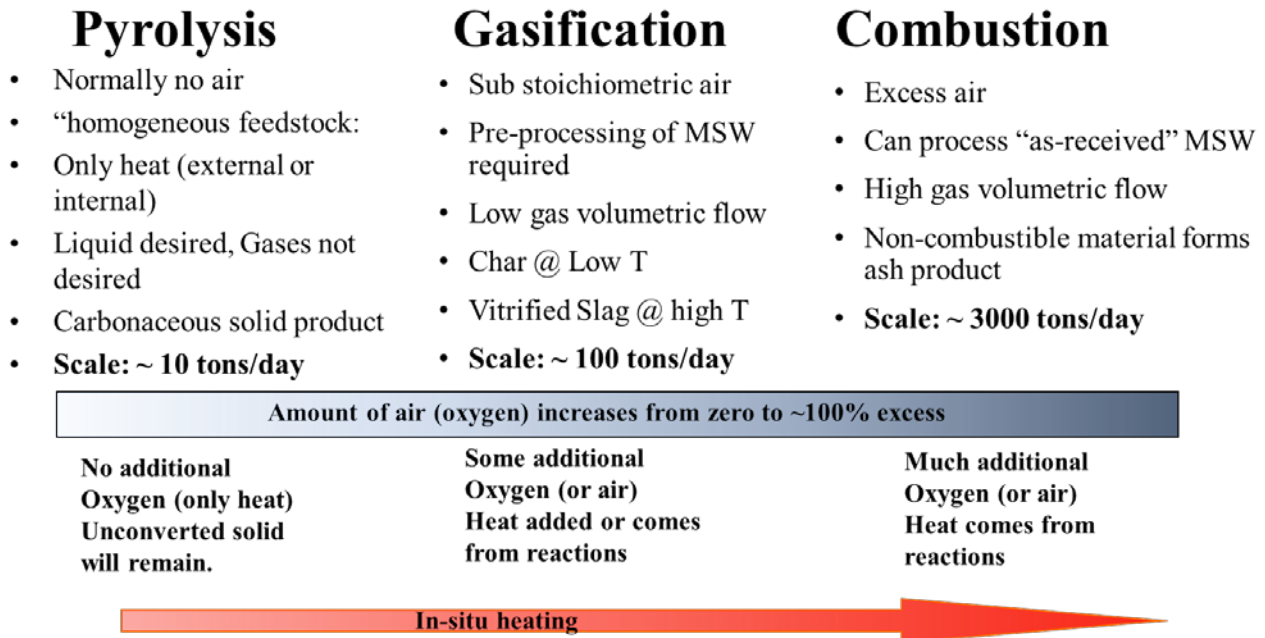 Pyrolysis
• Normally no air
• “homogeneous feedstock:
• Only heat (external or
internal)
• Liquid desired, Gases not
desired
• Carbonaceous solid product
• Scale: ~ 10 tons/day
Gasification
• Sub stoichiometric air
• Pre-processing of MSW
required
• Low gas volumetric flow
• Char @ Low T
• Vitrified Slag @ high T
• Scale: ~ 100 tons/day
Combustion
• Excess air
• Can process “as-received” MSW
• High gas volumetric flow
• Non-combustible material forms
ash product
• Scale: ~ 3000 tons/day
Amount of air (oxygen) increases from zero to ~100% excess
No additional
Oxygen (only heat)
Unconverted solid
will remain.
Some additional
Oxygen (or air)
Heat added or comes
from reactions
Much additional
Oxygen (or air)
Heat comes from
reactions
In-situ heating